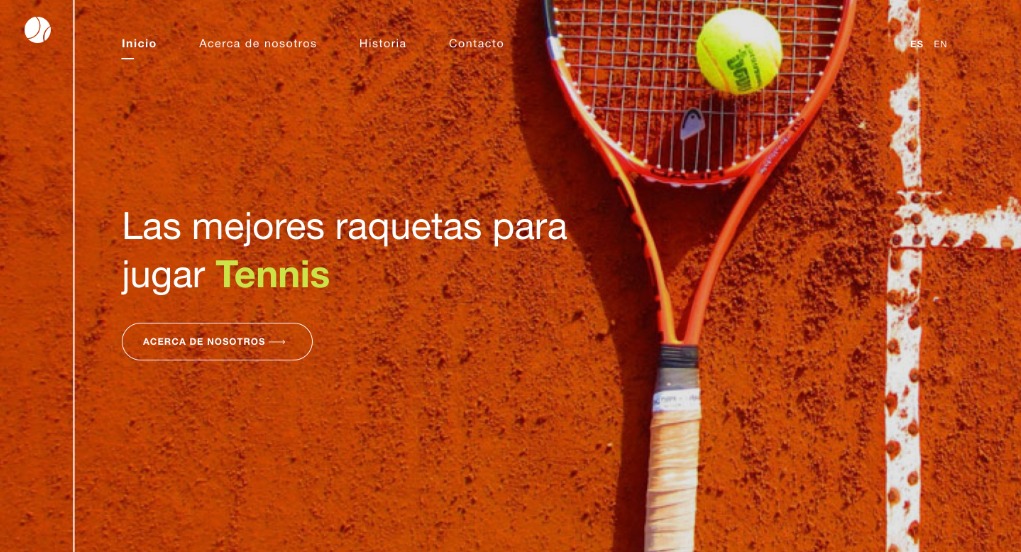 Inicio Acerca de nosotros Historia Contacto ES EN
Las mejores raquetas para
jugar Tennis
ACERCA DE NOSOTROS ⟶